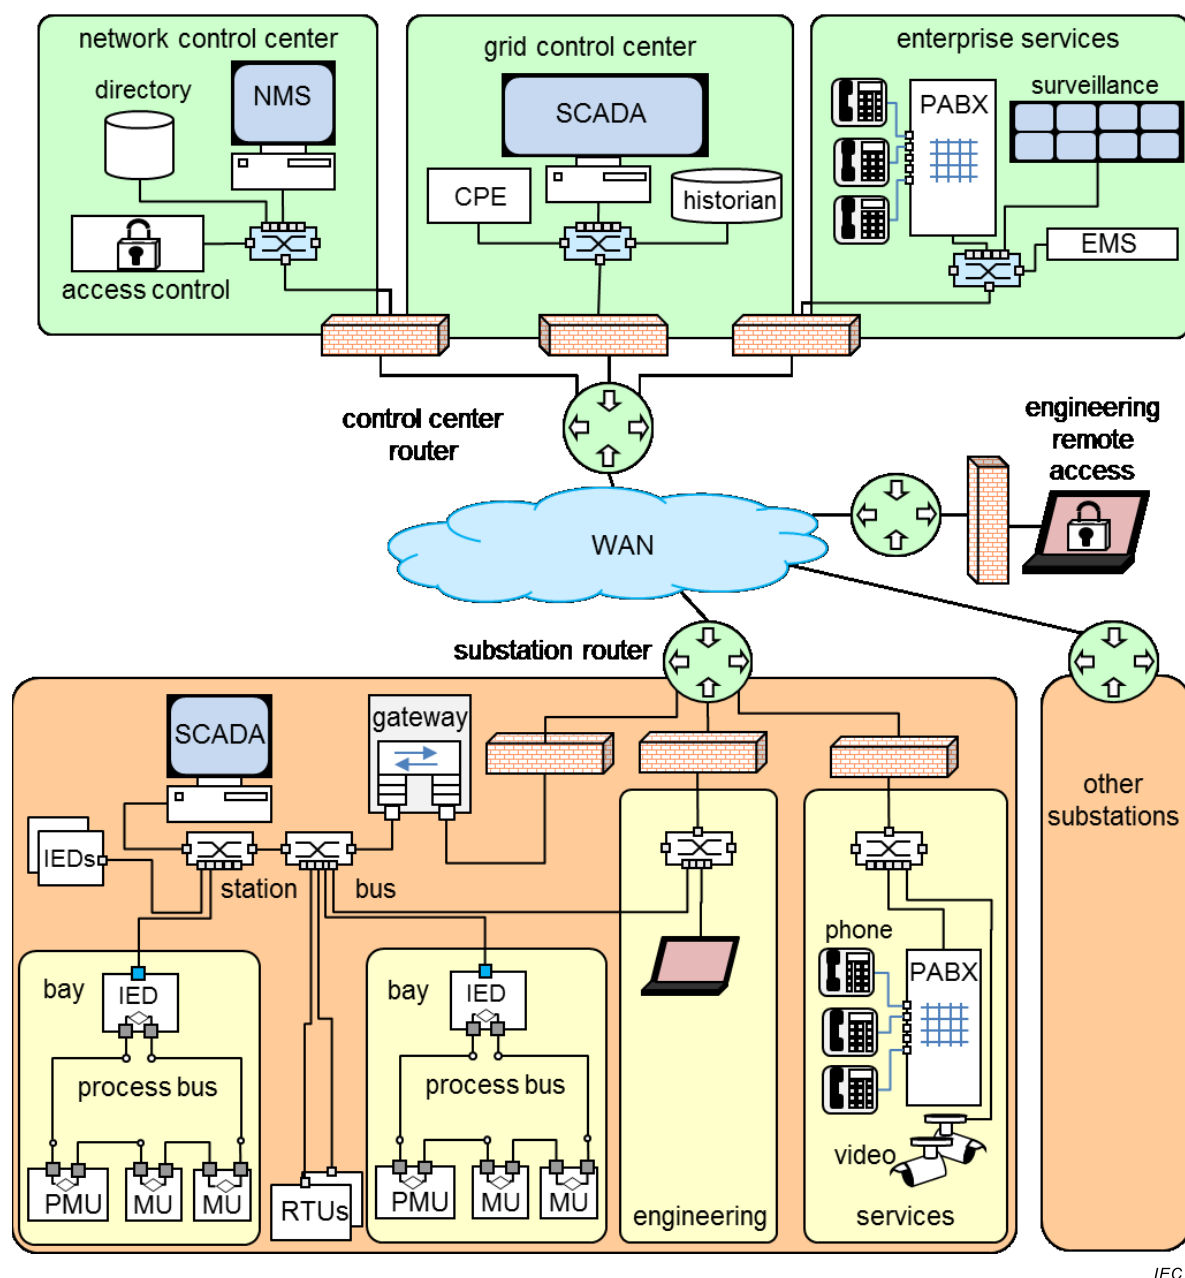 network control center
grid control center
enterprise services
directory
NMS
SCADA
PABX
surveillance
CPE
historian
EMS
access control
control center
router
engineering
remote
access
WAN
substation router
SCADA
gateway
other
substations
IEDs
station
bus
phone
bay
IED
bay
IED
PABX
process bus
process bus
video
PMU
MU
MU
RTUs
PMU
MU
MU
engineering
services
IEC